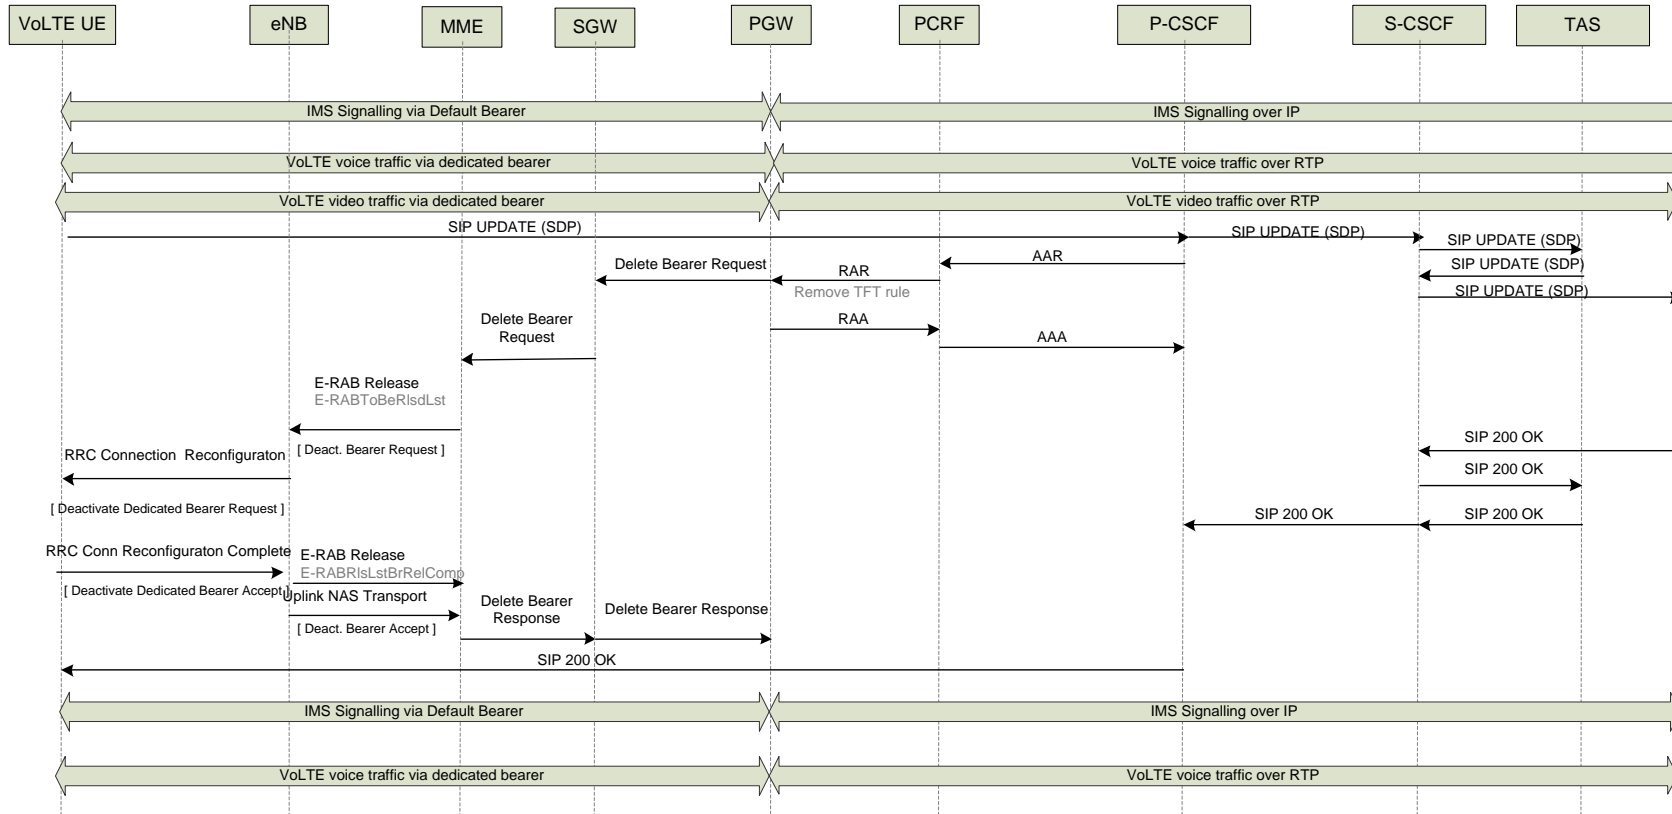 VoLTE UE
eNB
MME
SGW
PGW
PCRF
P-CSCF
S-CSCF
TAS
IMS Signalling via Default Bearer
IMS Signalling over IP
VoLTE voice traffic via dedicated bearer
VoLTE voice traffic over RTP
VoLTE video traffic via dedicated bearer
VoLTE video traffic over RTP
SIP UPDATE (SDP)
SIP UPDATE (SDP)
SIP UPDATE (SDP)
AAR
SIP UPDATE (SDP)
Delete Bearer Request
RAR
Remove TFT rule
SIP UPDATE (SDP)
Delete Bearer
Request
RAA
AAA
E-RAB Release
E-RABToBeRlsdLst
[ Deact. Bearer Request ]
SIP 200 OK
RRC Connection  Reconfiguraton
SIP 200 OK
[ Deactivate Dedicated Bearer Request ]
SIP 200 OK
SIP 200 OK
RRC Conn Reconfiguraton Complete
E-RAB Release
E-RABRlsLstBrRelComp
[ Deactivate Dedicated Bearer Accept ]
Uplink NAS Transport
[ Deact. Bearer Accept ]
Delete Bearer
Response
Delete Bearer Response
SIP 200 OK
IMS Signalling via Default Bearer
IMS Signalling over IP
VoLTE voice traffic via dedicated bearer
VoLTE voice traffic over RTP